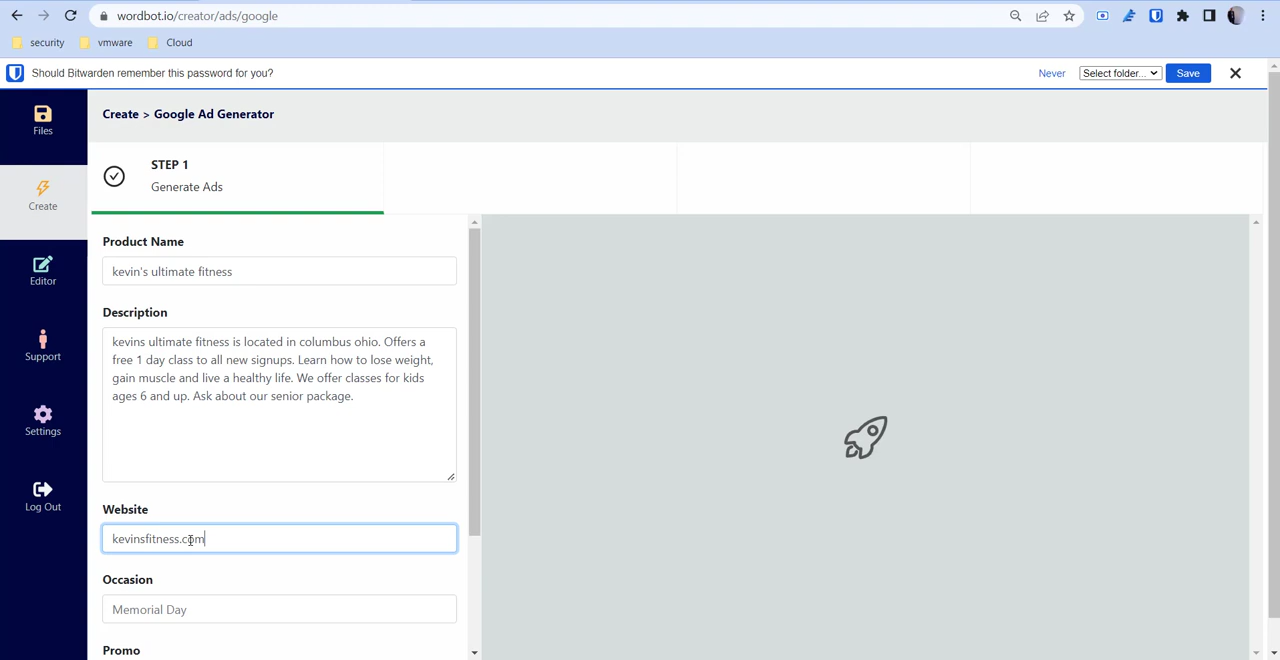 wordbot.io/creator/ads/google
security vmware Cloud
Should Bitwarden remember this password for you? Never Select folder... Save
Files
Create > Google Ad Generator
STEP 1
Generate Ads
Create
Editor
Support
Settings
Log Out
Product Name
kevin's ultimate fitness
Description
kevins ultimate fitness is located in columbus ohio. Offers a
free 1 day class to all new signups. Learn how to lose weight,
gain muscle and live a healthy life. We offer classes for kids
ages 6 and up. Ask about our senior package.
Website
kevinsfitness.com
Occasion
Memorial Day
Promo